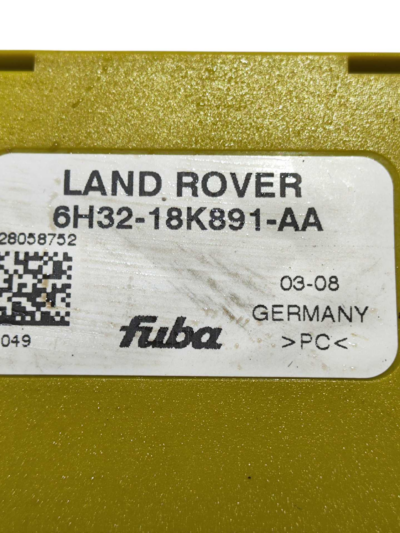 LAND ROVER
6H32-18K891-AA
28058752
03-08
GERMANY
fuba
>PC<
049